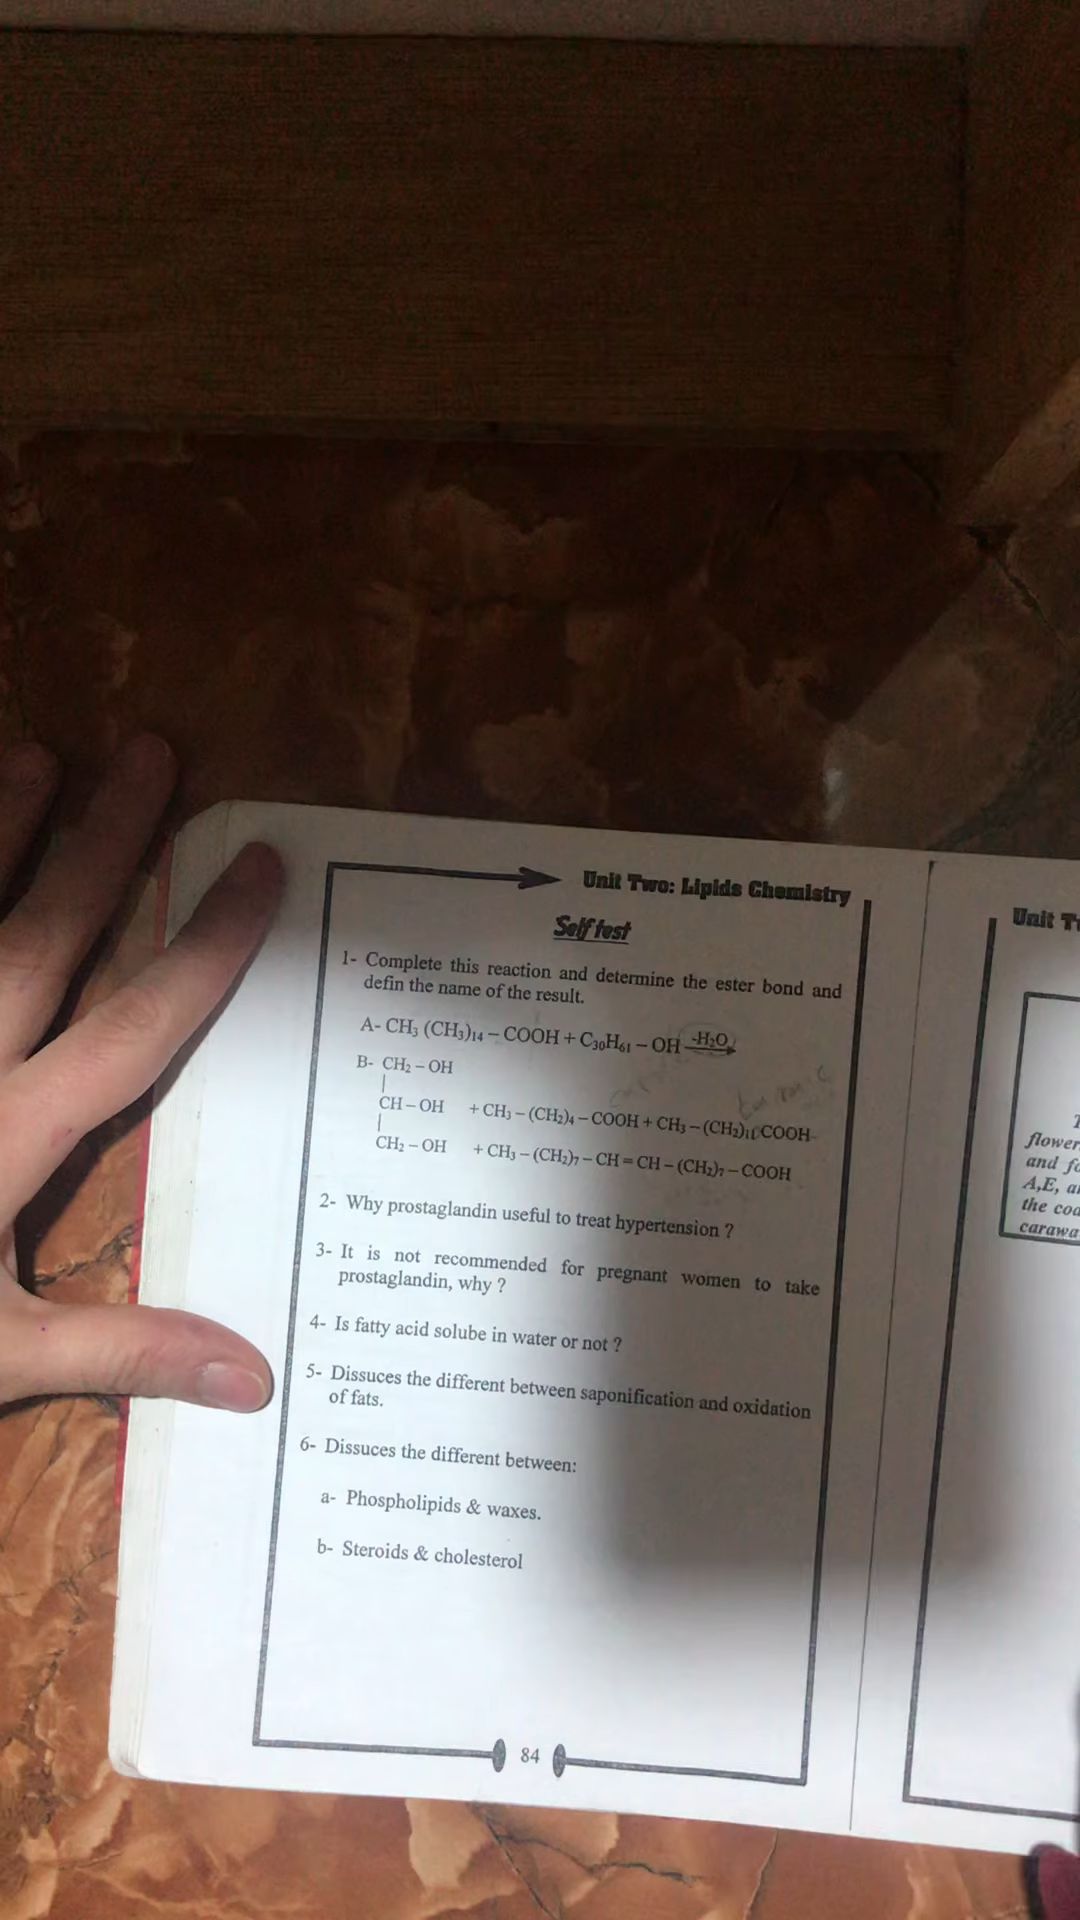 Unit Two: Lipids Chemistry
Self test
1- Complete this reaction and determine the ester bond and
defin the name of the result.
A- CH₃ (CH₃)₁₄ – COOH + C₃₀H₆₁ – OH -H₂O
B- CH₂ – OH
|
CH – OH + CH₃ – (CH₂)₄ – COOH + CH₃ – (CH₂)₁₁ COOH
|
CH₂ – OH + CH₃ – (CH₂)₇ – CH = CH – (CH₂)₇ – COOH
2- Why prostaglandin useful to treat hypertension ?
3- It is not recommended for pregnant women to take
prostaglandin, why ?
4- Is fatty acid solube in water or not ?
5- Dissuces the different between saponification and oxidation
of fats.
6- Dissuces the different between:
a- Phospholipids & waxes.
b- Steroids & cholesterol
84
Unit
flower
and
A,E,
the